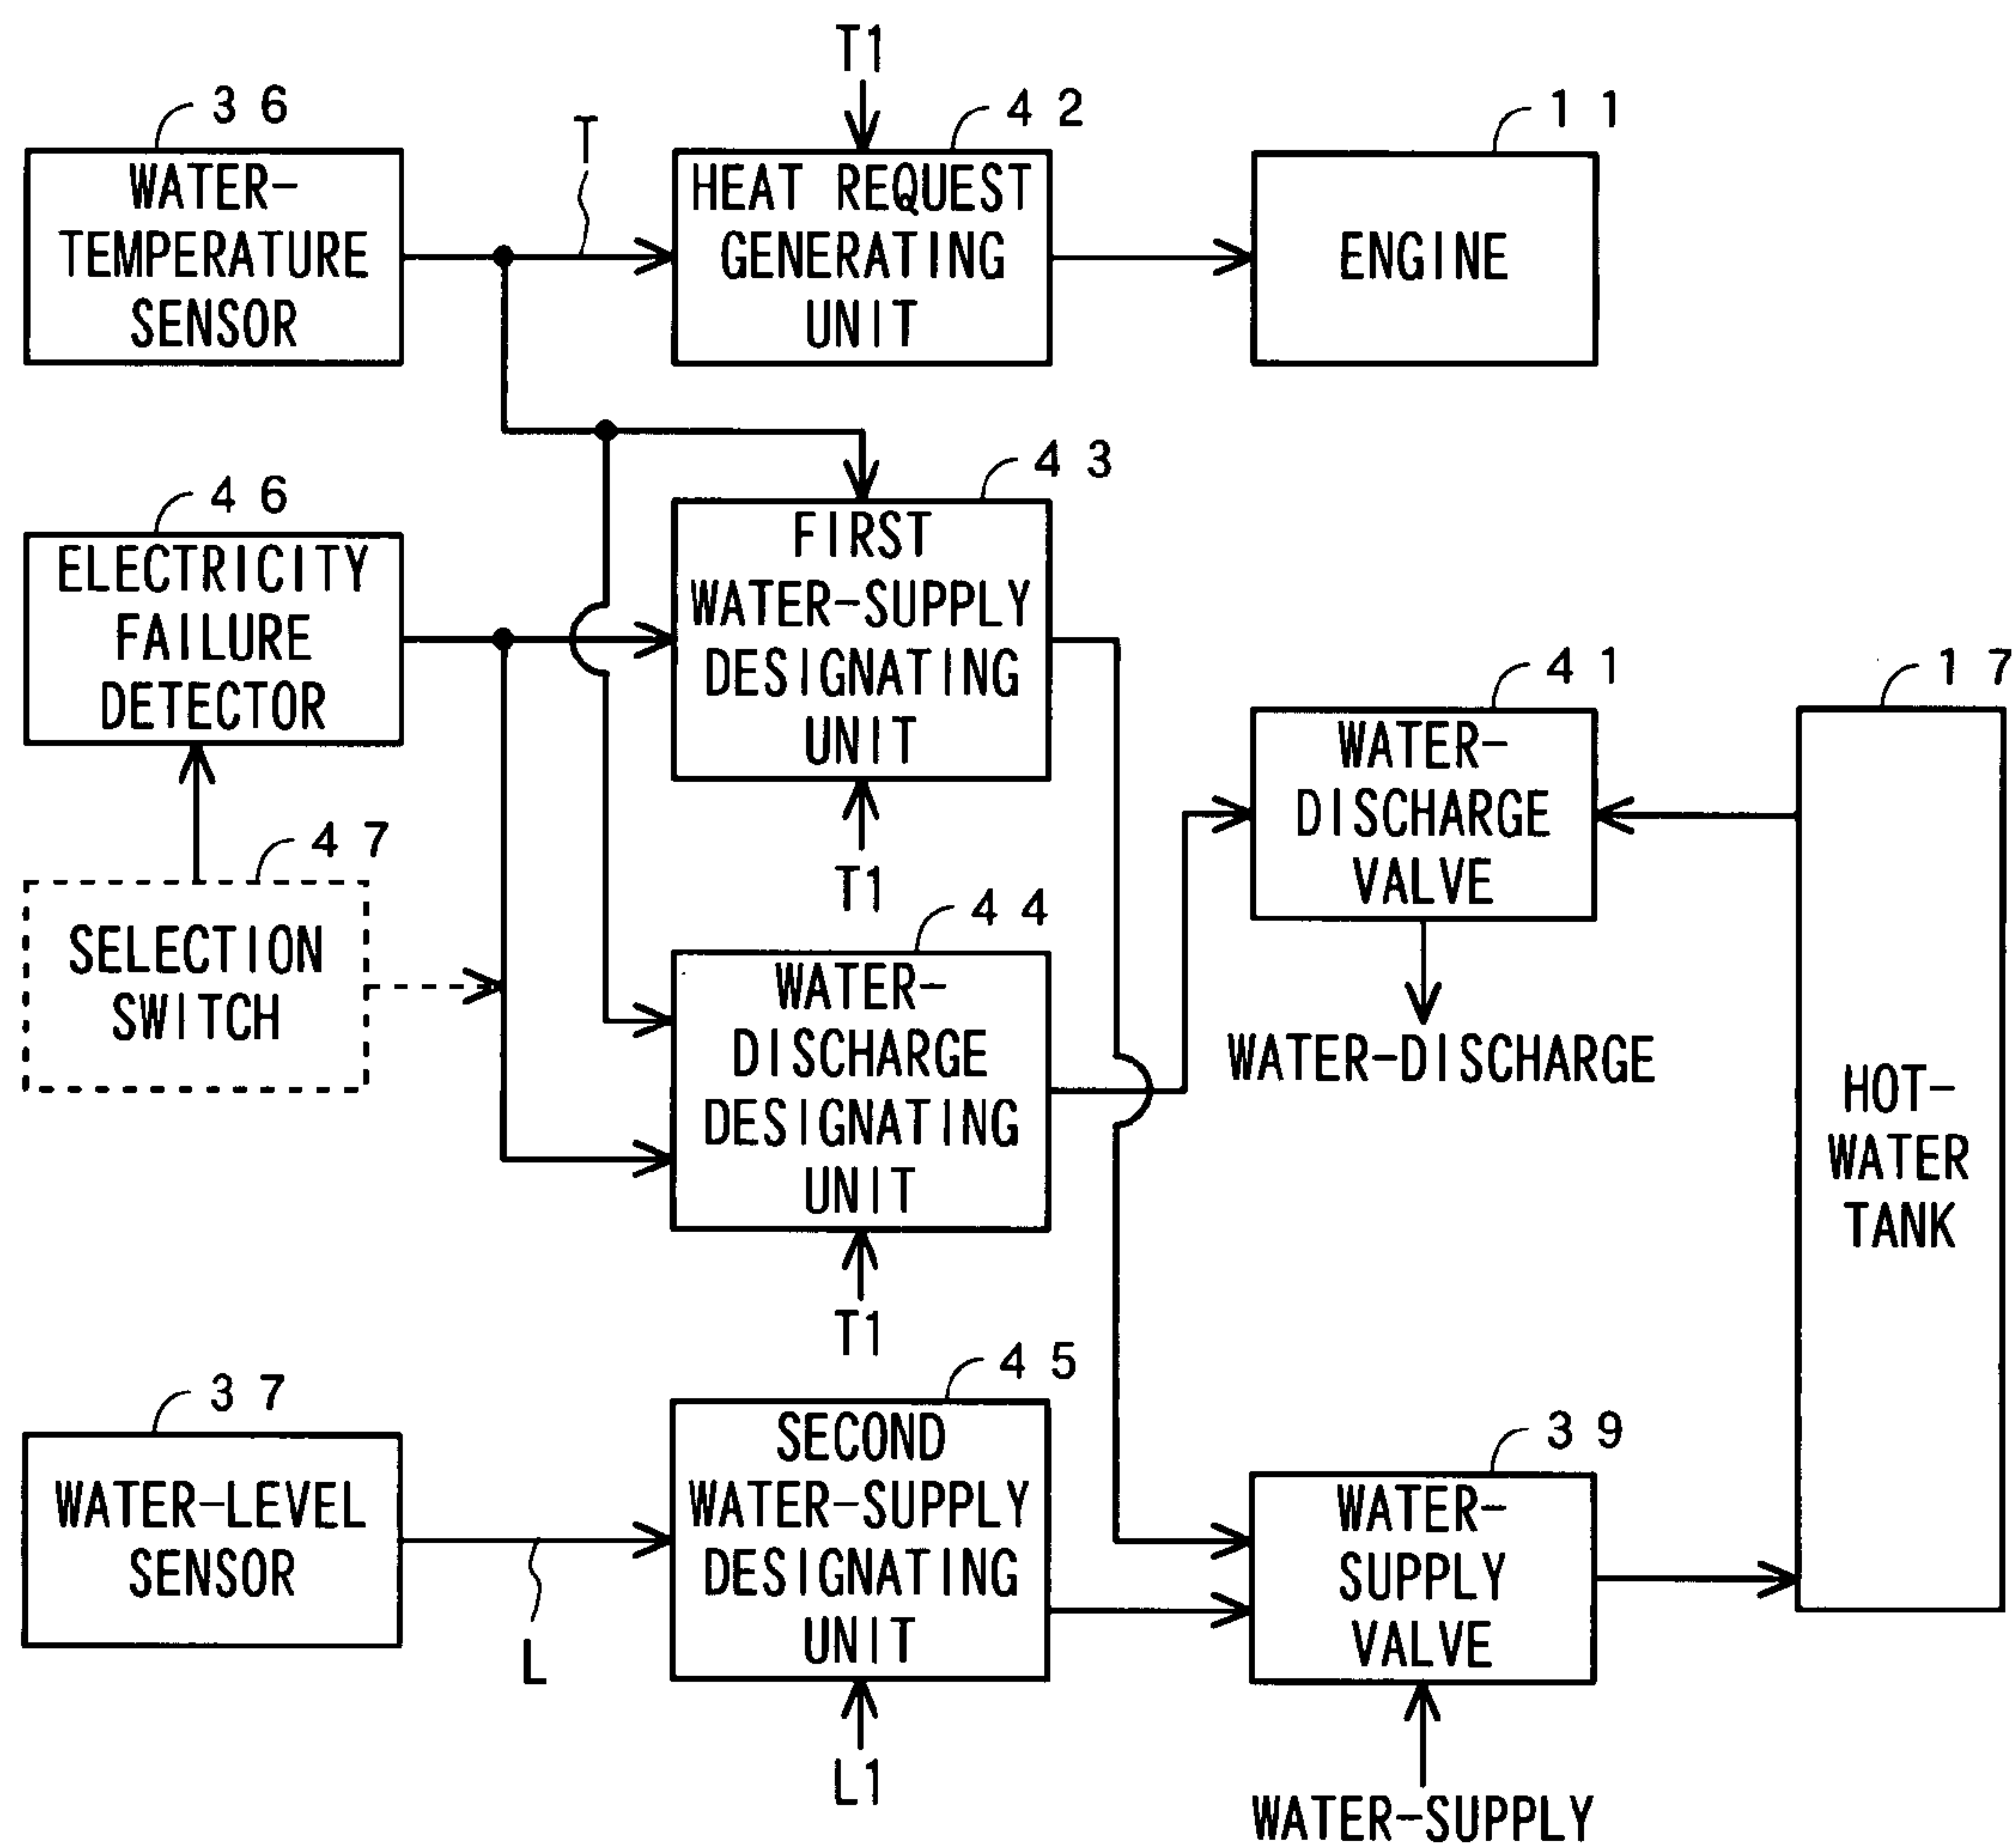 T1
36
WATER-
TEMPERATURE
SENSOR
T
42
HEAT REQUEST
GENERATING
UNIT
11
ENGINE
46
ELECTRICITY
FAILURE
DETECTOR
43
FIRST
WATER-SUPPLY
DESIGNATING
UNIT
T1
47
SELECTION
SWITCH
44
WATER-
DISCHARGE
DESIGNATING
UNIT
T1
41
WATER-
DISCHARGE
VALVE
WATER-DISCHARGE
17
HOT-
WATER
TANK
37
WATER-LEVEL
SENSOR
L
45
SECOND
WATER-SUPPLY
DESIGNATING
UNIT
L1
39
WATER-
SUPPLY
VALVE
WATER-SUPPLY